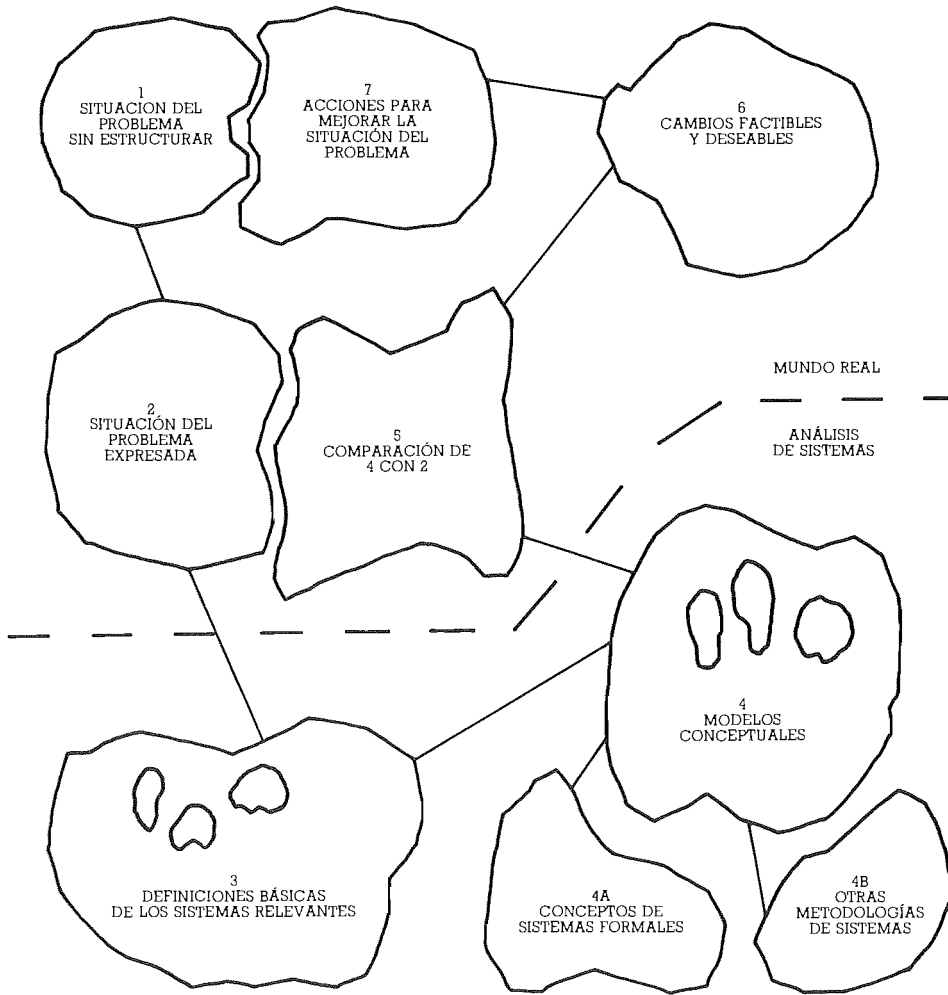 1
SITUACION DEL
PROBLEMA
SIN ESTRUCTURAR
7
ACCIONES PARA
MEJORAR LA
SITUACIÓN DEL
PROBLEMA
6
CAMBIOS FACTIBLES
Y DESEABLES
2
SITUACIÓN DEL
PROBLEMA
EXPRESADA
5
COMPARACIÓN DE
4 CON 2
MUNDO REAL
ANÁLISIS
DE SISTEMAS
3
DEFINICIONES BÁSICAS
DE LOS SISTEMAS RELEVANTES
4
MODELOS
CONCEPTUALES
4A
CONCEPTOS DE
SISTEMAS FORMALES
4B
OTRAS
METODOLOGÍAS
DE SISTEMAS